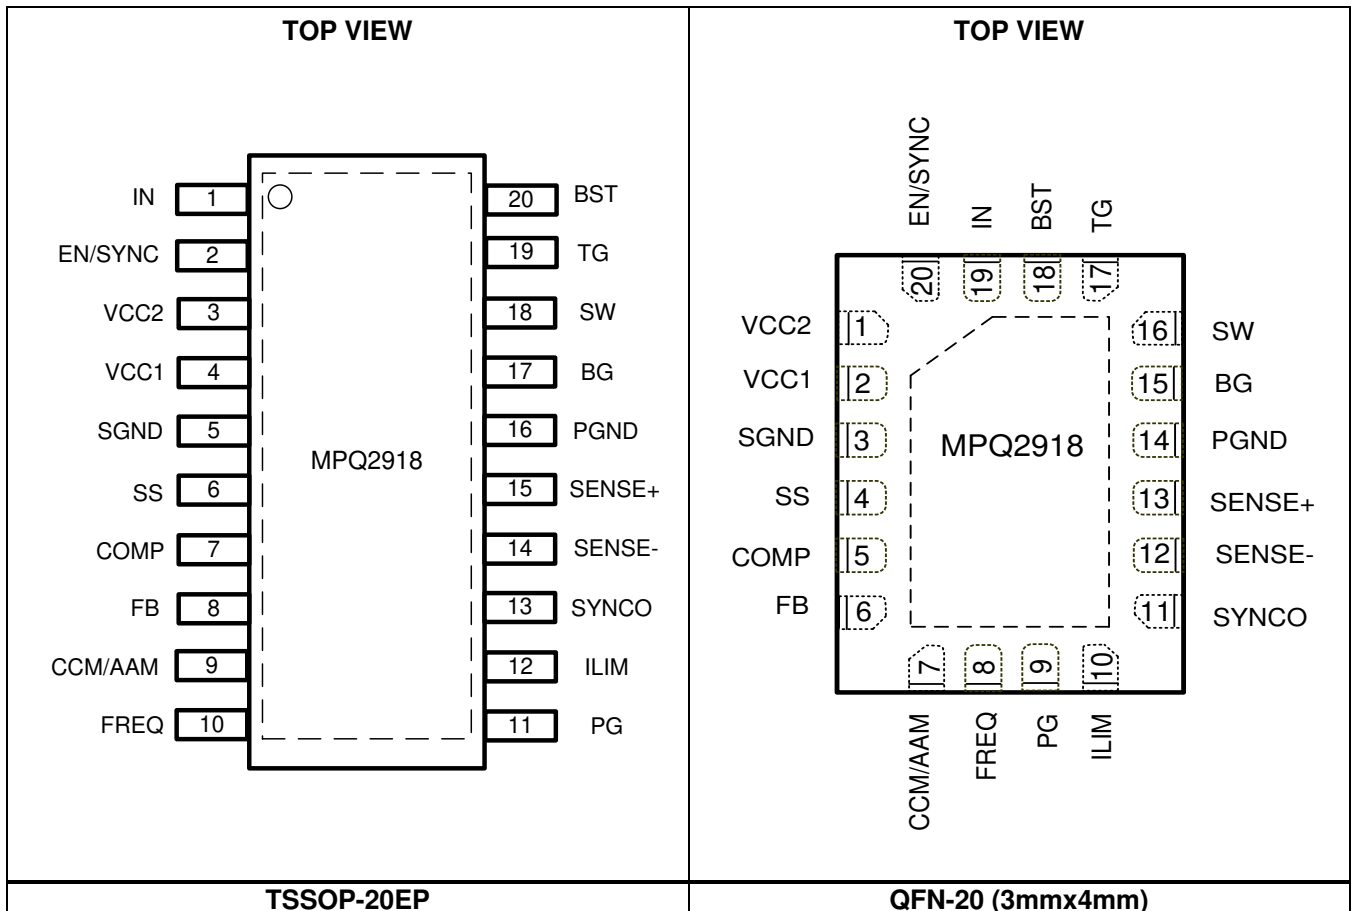 TOP VIEW
IN 1
EN/SYNC 2
VCC2 3
VCC1 4
SGND 5
SS 6
COMP 7
FB 8
CCM/AAM 9
FREQ 10
MPQ2918
20 BST
19 TG
18 SW
17 BG
16 PGND
15 SENSE+
14 SENSE-
13 SYNCO
12 ILIM
11 PG
TSSOP-20EP
TOP VIEW
EN/SYNC 20
IN 19
BST 18
TG 17
VCC2 1
VCC1 2
SGND 3
SS 4
COMP 5
FB 6
MPQ2918
16 SW
15 BG
14 PGND
13 SENSE+
12 SENSE-
11 SYNCO
CCM/AAM 7
FREQ 8
PG 9
ILIM 10
QFN-20 (3mmx4mm)